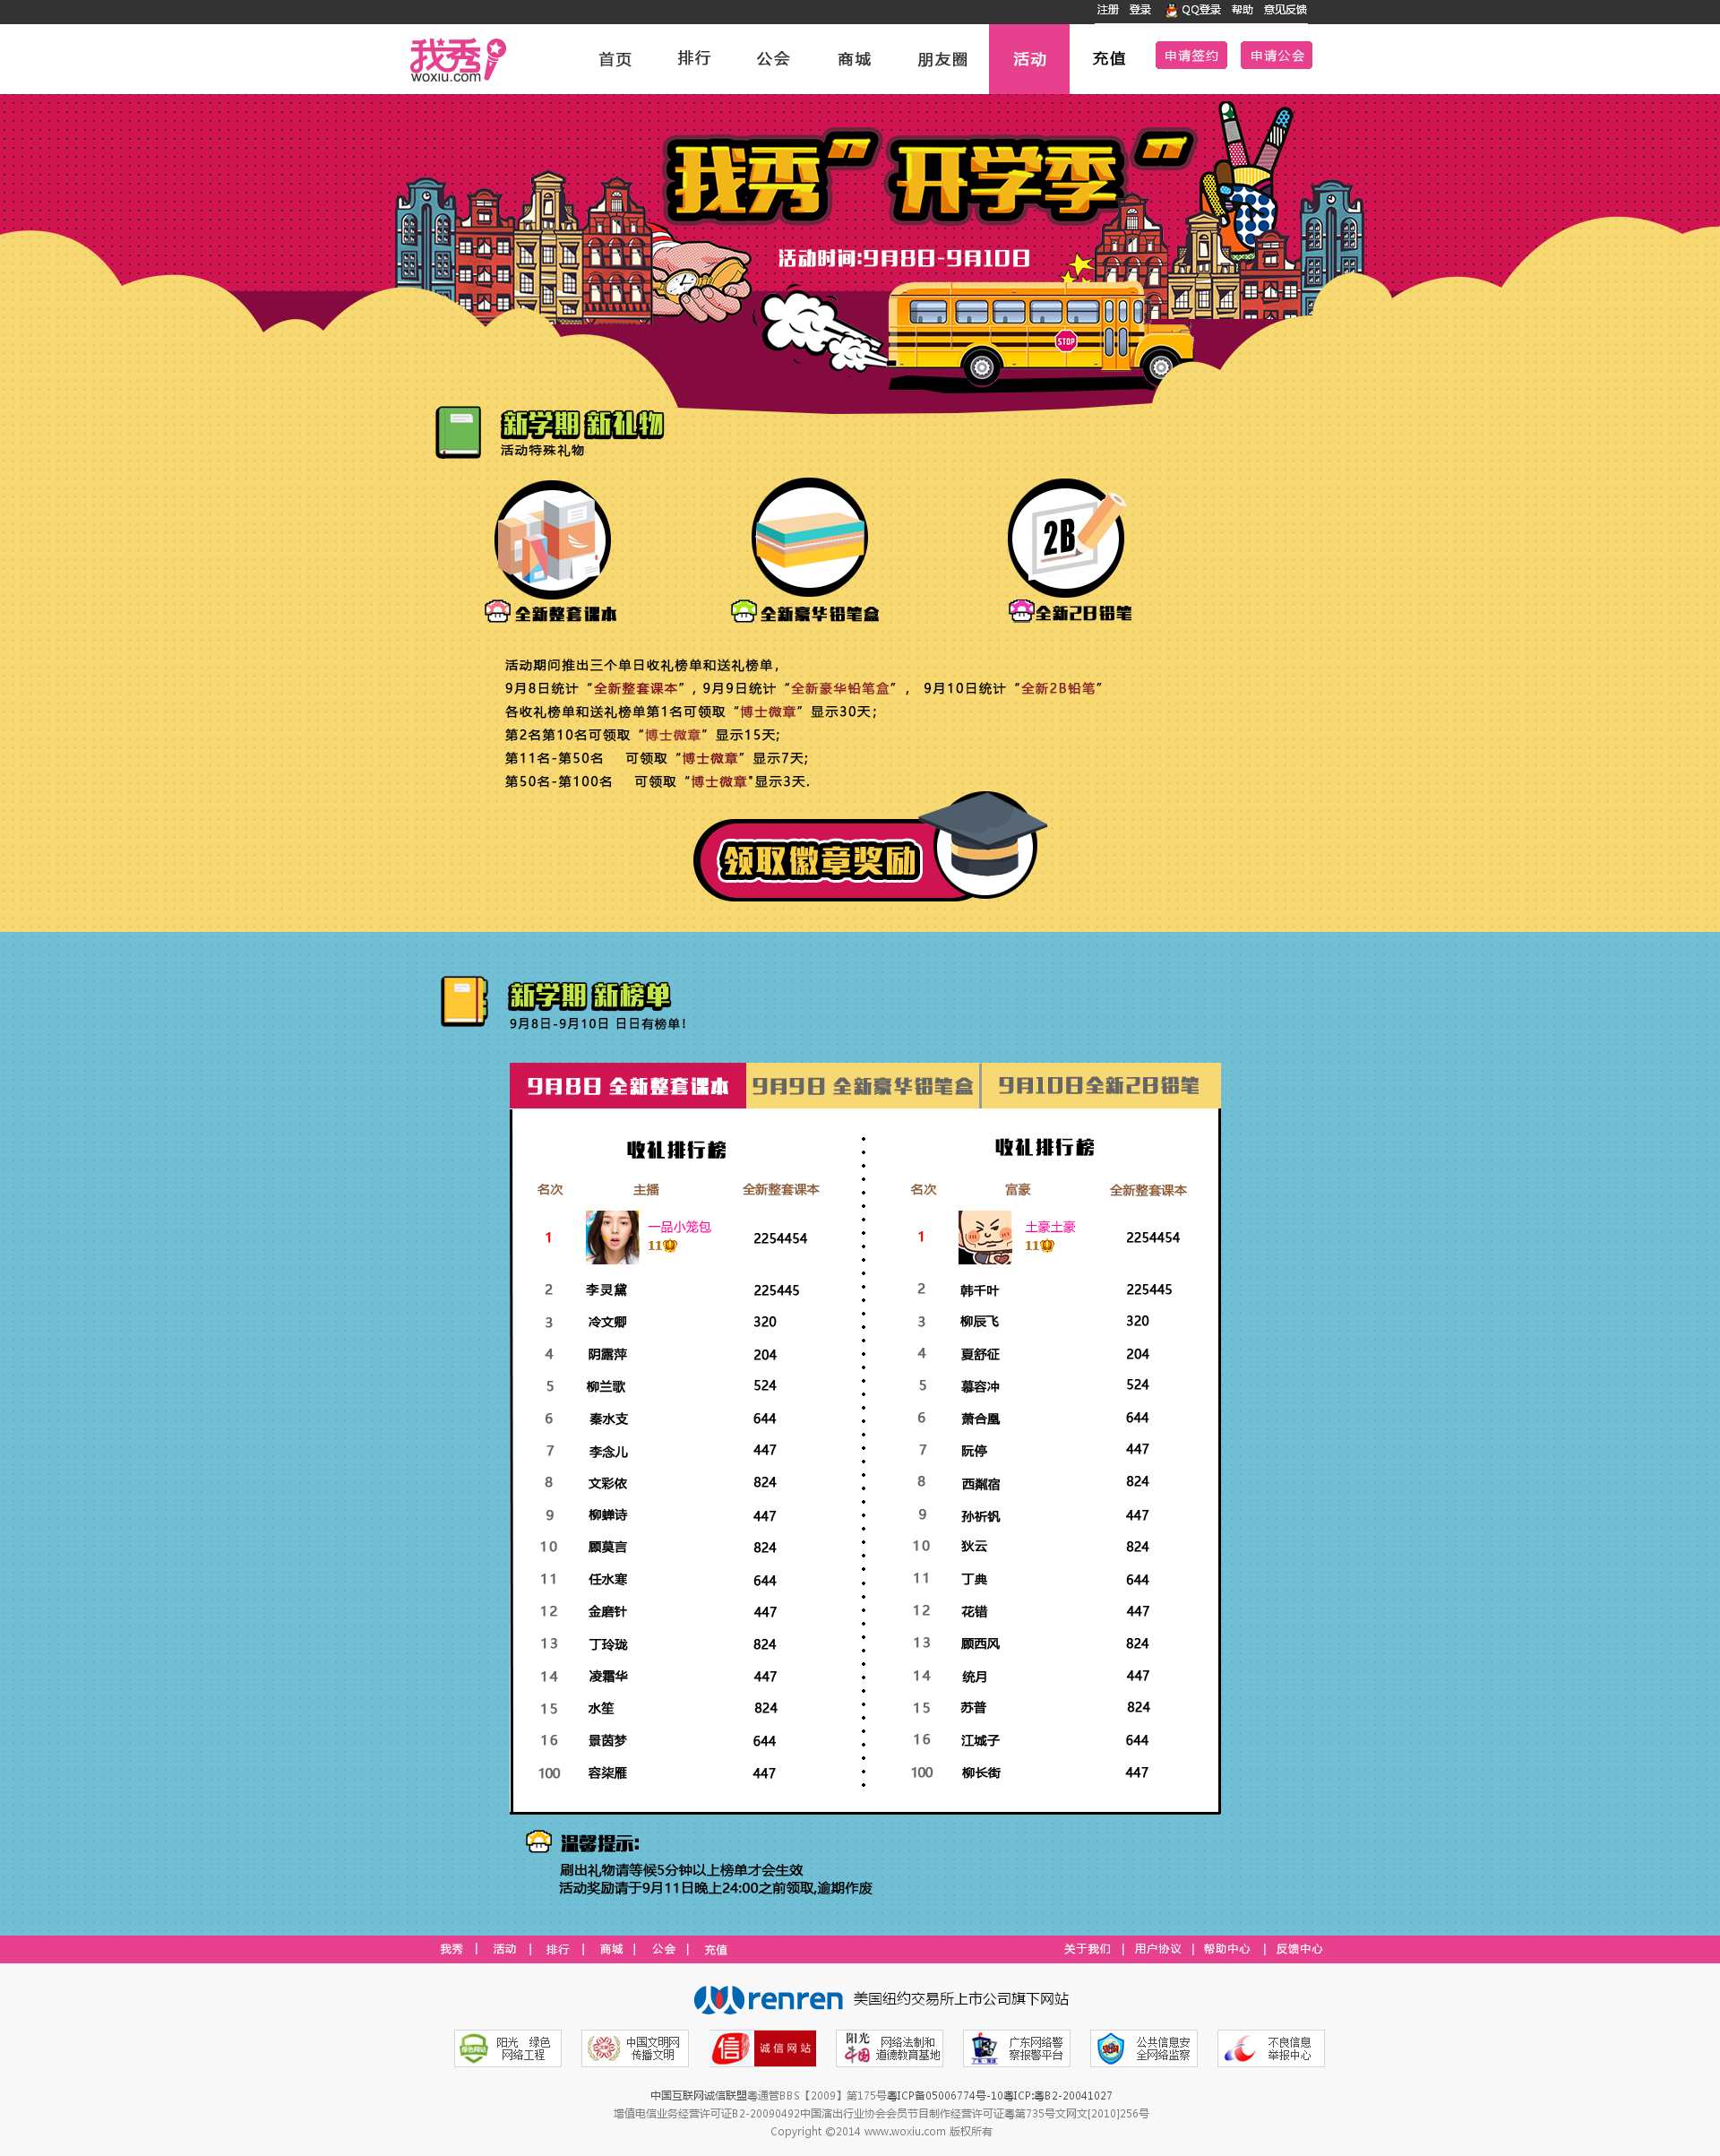 注册 登录 QQ登录 帮助 意见反馈
我秀
woxiu.com
首页 排行 公会 商城 朋友圈 活动 充值 申请签约 申请公会
我秀"开学季"
活动时间:9月8日-9月10日
STOP
新学期 新礼物
活动特殊礼物
2B
全新整套课本 全新豪华铅笔盒 全新2B铅笔
活动期间推出三个单日收礼榜单和送礼榜单，
9月8日统计“全新整套课本”，9月9日统计“全新豪华铅笔盒”， 9月10日统计“全新2B铅笔”
各收礼榜单和送礼榜单第1名可领取“博士微章”显示30天；
第2名第10名可领取“博士微章”显示15天;
第11名-第50名 可领取“博士微章”显示7天;
第50名-第100名 可领取“博士微章"显示3天.
领取徽章奖励
新学期 新榜单
9月8日-9月10日 日日有榜单！
9月8日 全新整套课本 9月9日 全新豪华铅笔盒 9月10日全新2B铅笔
收礼排行榜 收礼排行榜
名次 主播 全新整套课本 名次 富豪 全新整套课本
1 一品小笼包 11 2254454 1 土豪土豪 11 2254454
2 李灵黛 225445 2 韩千叶 225445
3 冷文卿 320 3 柳辰飞 320
4 阴露萍 204 4 夏舒征 204
5 柳兰歌 524 5 慕容冲 524
6 秦水支 644 6 萧合凰 644
7 李念儿 447 7 阮停 447
8 文彩依 824 8 西粼宿 824
9 柳蝉诗 447 9 孙祈钒 447
10 顾莫言 824 10 狄云 824
11 任水寒 644 11 丁典 644
12 金磨针 447 12 花错 447
13 丁玲珑 824 13 顾西风 824
14 凌霜华 447 14 统月 447
15 水笙 824 15 苏普 824
16 景茵梦 644 16 江城子 644
100 容柒雁 447 100 柳长街 447
温馨提示:
刷出礼物请等候5分钟以上榜单才会生效
活动奖励请于9月11日晚上24:00之前领取,逾期作废
我秀 | 活动 | 排行 | 商城 | 公会 | 充值 关于我们 | 用户协议 | 帮助中心 | 反馈中心
renren 美国纽约交易所上市公司旗下网站
阳光 绿色 网络工程
中国文明网 传播文明
信 诚信网站
阳光 中国 网络法制和 道德教育基地
广东网络警 察报警平台
公共信息安 全网络监察
不良信息 举报中心
中国互联网诚信联盟粤通管BBS【2009】第175号粤ICP备05006774号-10粤ICP:粤B2-20041027
增值电信业务经营许可证B2-20090492中国演出行业协会会员节目制作经营许可证粤第735号文网文[2010]256号
Copyright ©2014 www.woxiu.com 版权所有